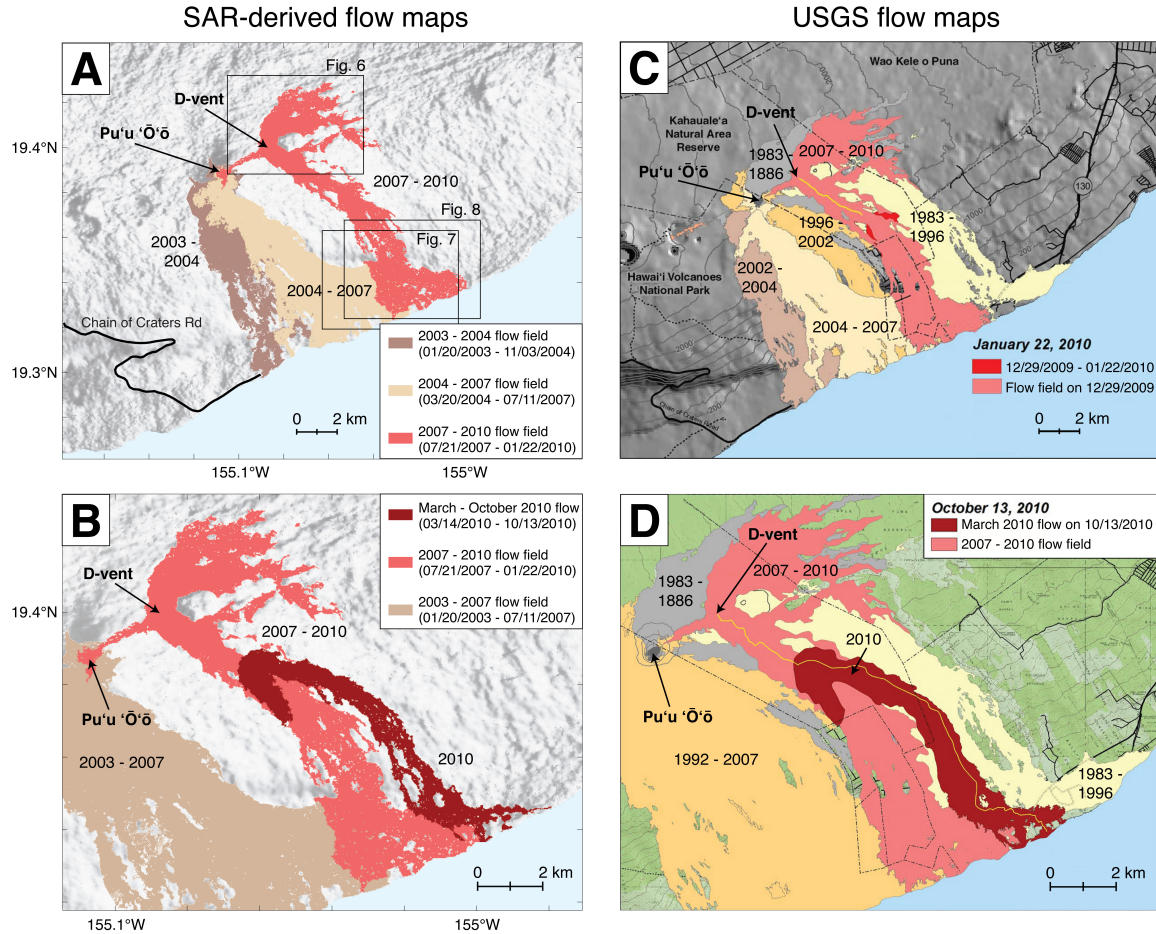 SAR-derived flow maps
USGS flow maps
A
Fig. 6
D-vent
Pu‘u ‘Ō‘ō
19.4°N
2007 - 2010
Fig. 8
Fig. 7
2003 -
2004
2004 - 2007
Chain of Craters Rd
19.3°N
0 2 km
2003 - 2004 flow field
(01/20/2003 - 11/03/2004)
2004 - 2007 flow field
(03/20/2004 - 07/11/2007)
2007 - 2010 flow field
(07/21/2007 - 01/22/2010)
155.1°W
155°W
C
Wao Kele o Puna
D-vent
Kahauale‘a
Natural Area
Reserve
1983 -
1886
2007 - 2010
Pu‘u ‘Ō‘ō
130
1000
200
1996 -
2002
1983 -
1996
Hawai‘i Volcanoes
National Park
2002 -
2004
2004 - 2007
2000
200
Chain of Craters Road
January 22, 2010
12/29/2009 - 01/22/2010
Flow field on 12/29/2009
0 2 km
B
March - October 2010 flow
(03/14/2010 - 10/13/2010)
2007 - 2010 flow field
(07/21/2007 - 01/22/2010)
2003 - 2007 flow field
(01/20/2003 - 07/11/2007)
D-vent
19.4°N
2007 - 2010
Pu‘u ‘Ō‘ō
2003 - 2007
2010
0 2 km
155.1°W
155°W
D
October 13, 2010
March 2010 flow on 10/13/2010
2007 - 2010 flow field
D-vent
2007 - 2010
1983 -
1886
2010
Pu‘u ‘Ō‘ō
1992 - 2007
1983 -
1996
0 2 km